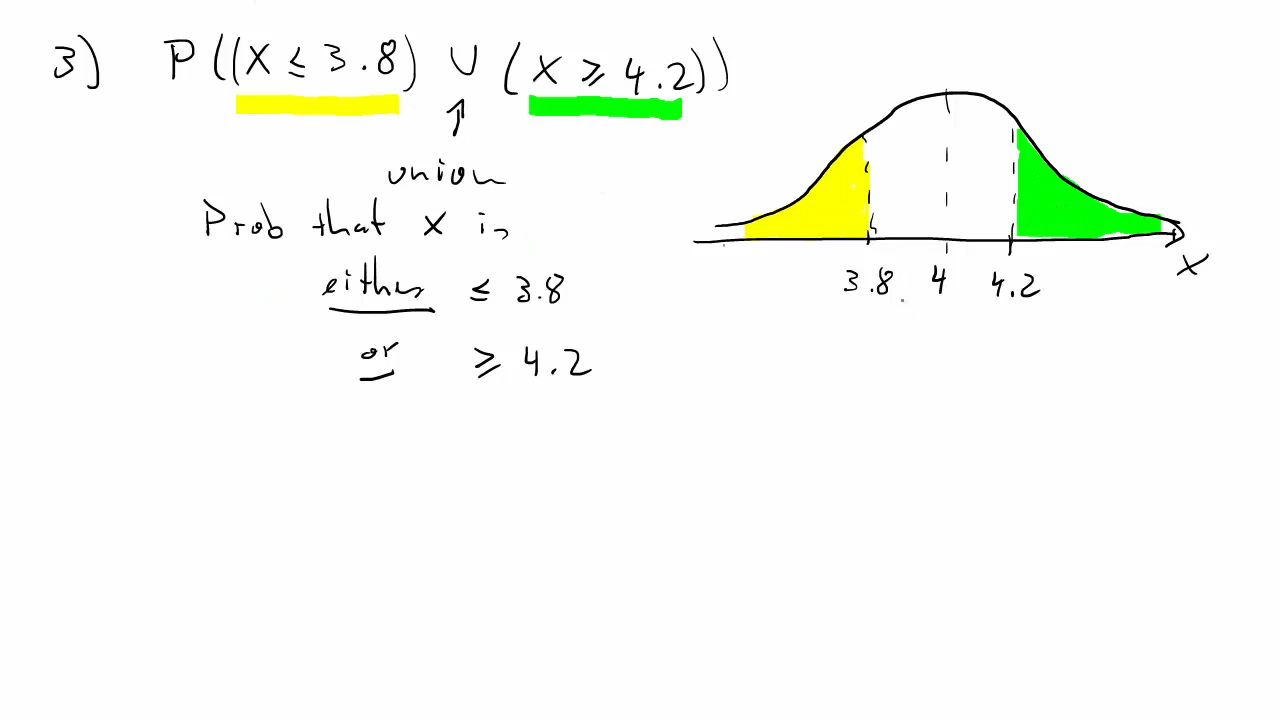 3) P((X ≤ 3.8) ∪ (X ≥ 4.2))
↑
union
Prob that X is
either ≤ 3.8
or ≥ 4.2
3.8 4 4.2
X